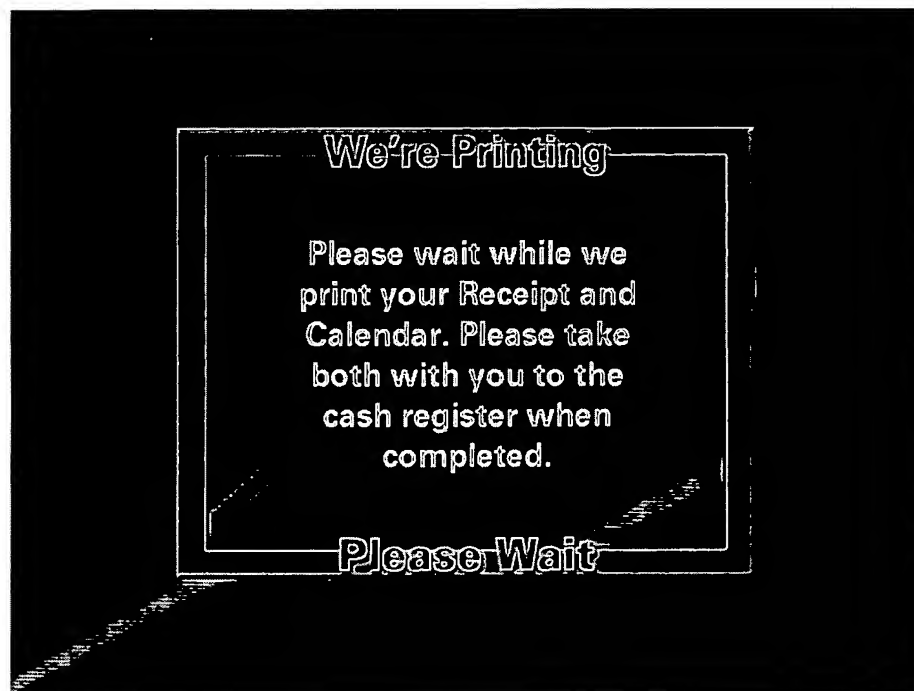 We're Printing
Please wait while we
print your Receipt and
Calendar. Please take
both with you to the
cash register when
completed.
Please Wait